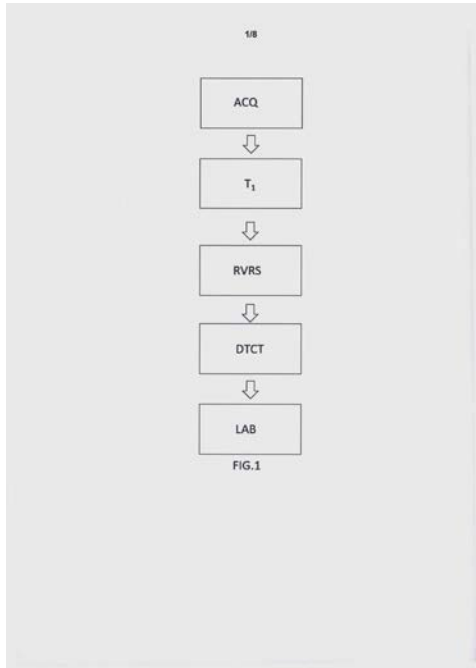 1/8
ACQ
T₁
RVRS
DTCT
LAB
FIG.1